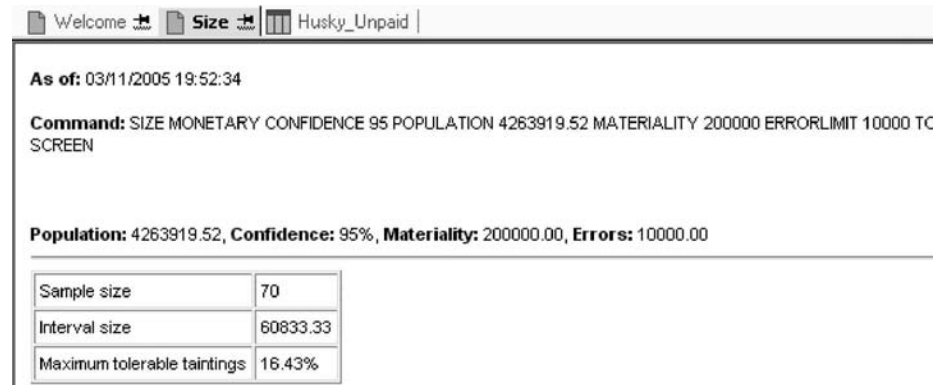 Welcome Size Husky_Unpaid
As of: 03/11/2005 19:52:34
Command: SIZE MONETARY CONFIDENCE 95 POPULATION 4263919.52 MATERIALITY 200000 ERRORLIMIT 10000 TO
SCREEN
Population: 4263919.52, Confidence: 95%, Materiality: 200000.00, Errors: 10000.00
Sample size 70
Interval size 60833.33
Maximum tolerable taintings 16.43%